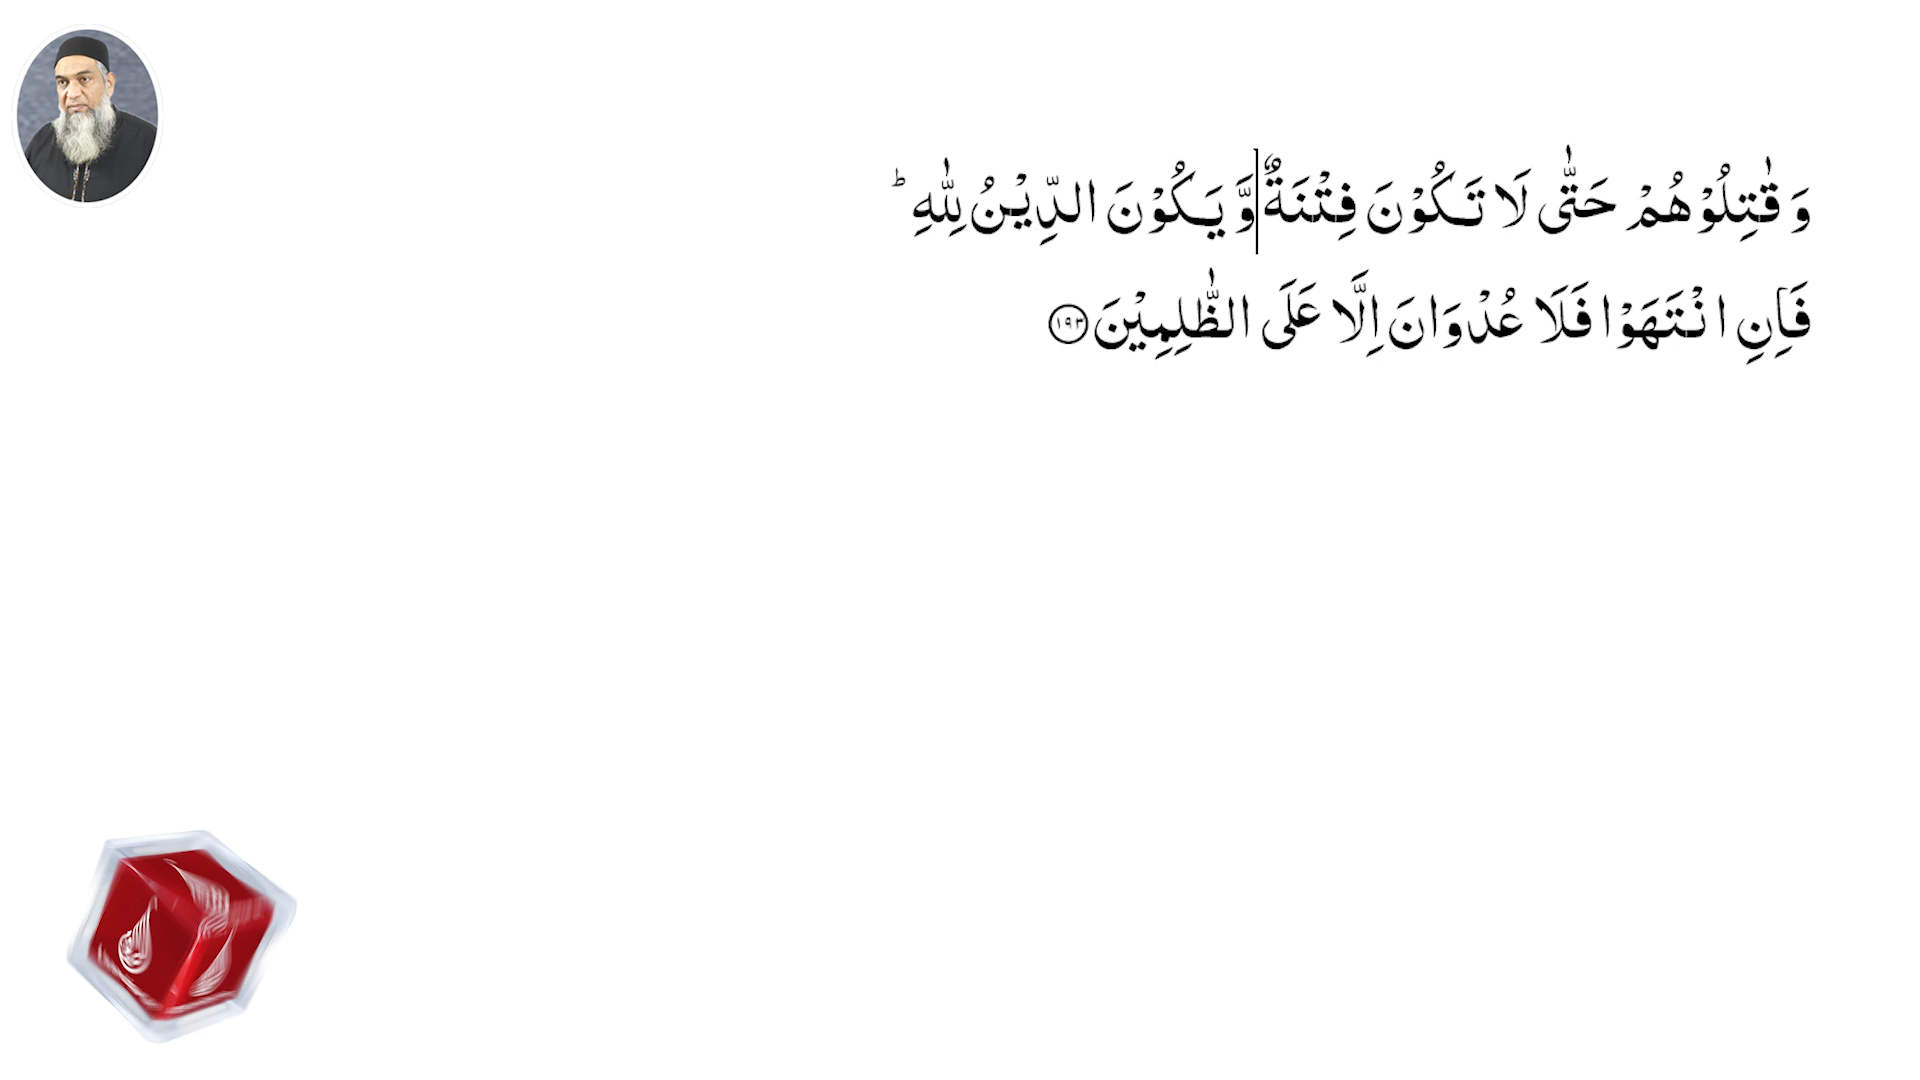 وَ قٰتِلُوْهُمْ حَتّٰى لَا تَكُوْنَ فِتْنَةٌ وَّ يَكُوْنَ الدِّيْنُ لِلّٰهِ ؕ
فَاِنِ انْتَهَوْا فَلَا عُدْوَانَ اِلَّا عَلَى الظّٰلِمِيْنَ ۱۹۳